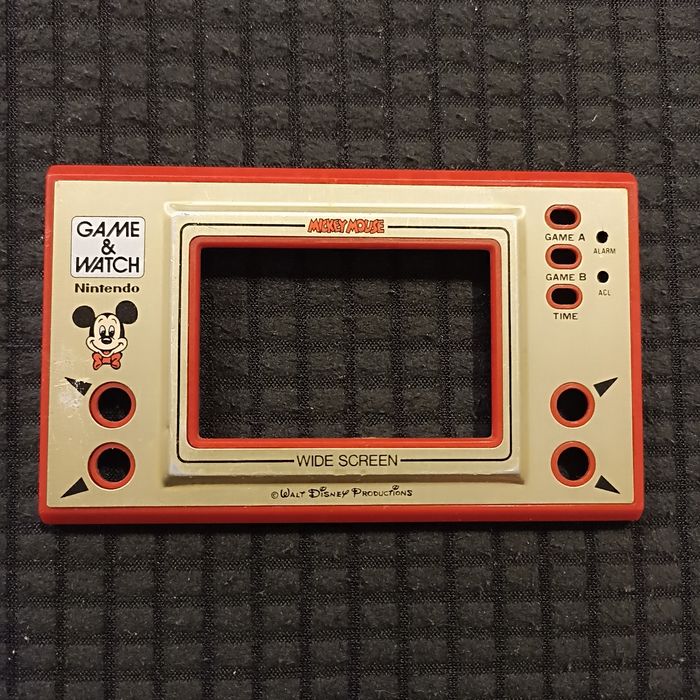 GAME
&
WATCH
Nintendo
MICKEY MOUSE
GAME A
ALARM
GAME B
ACL
TIME
WIDE SCREEN
© WALT DISNEY PRODUCTIONS